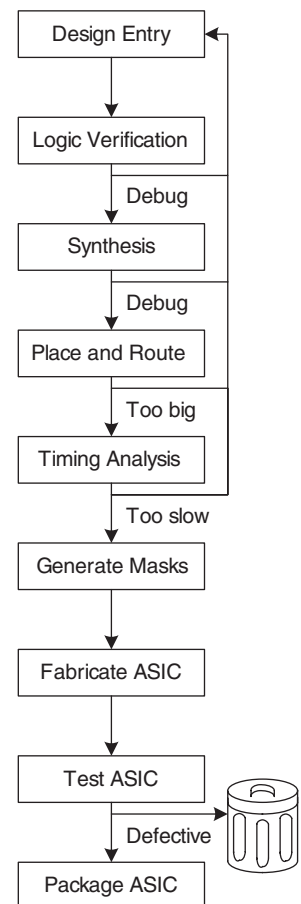 Design Entry
Logic Verification
Debug
Synthesis
Debug
Place and Route
Too big
Timing Analysis
Too slow
Generate Masks
Fabricate ASIC
Test ASIC
Defective
Package ASIC